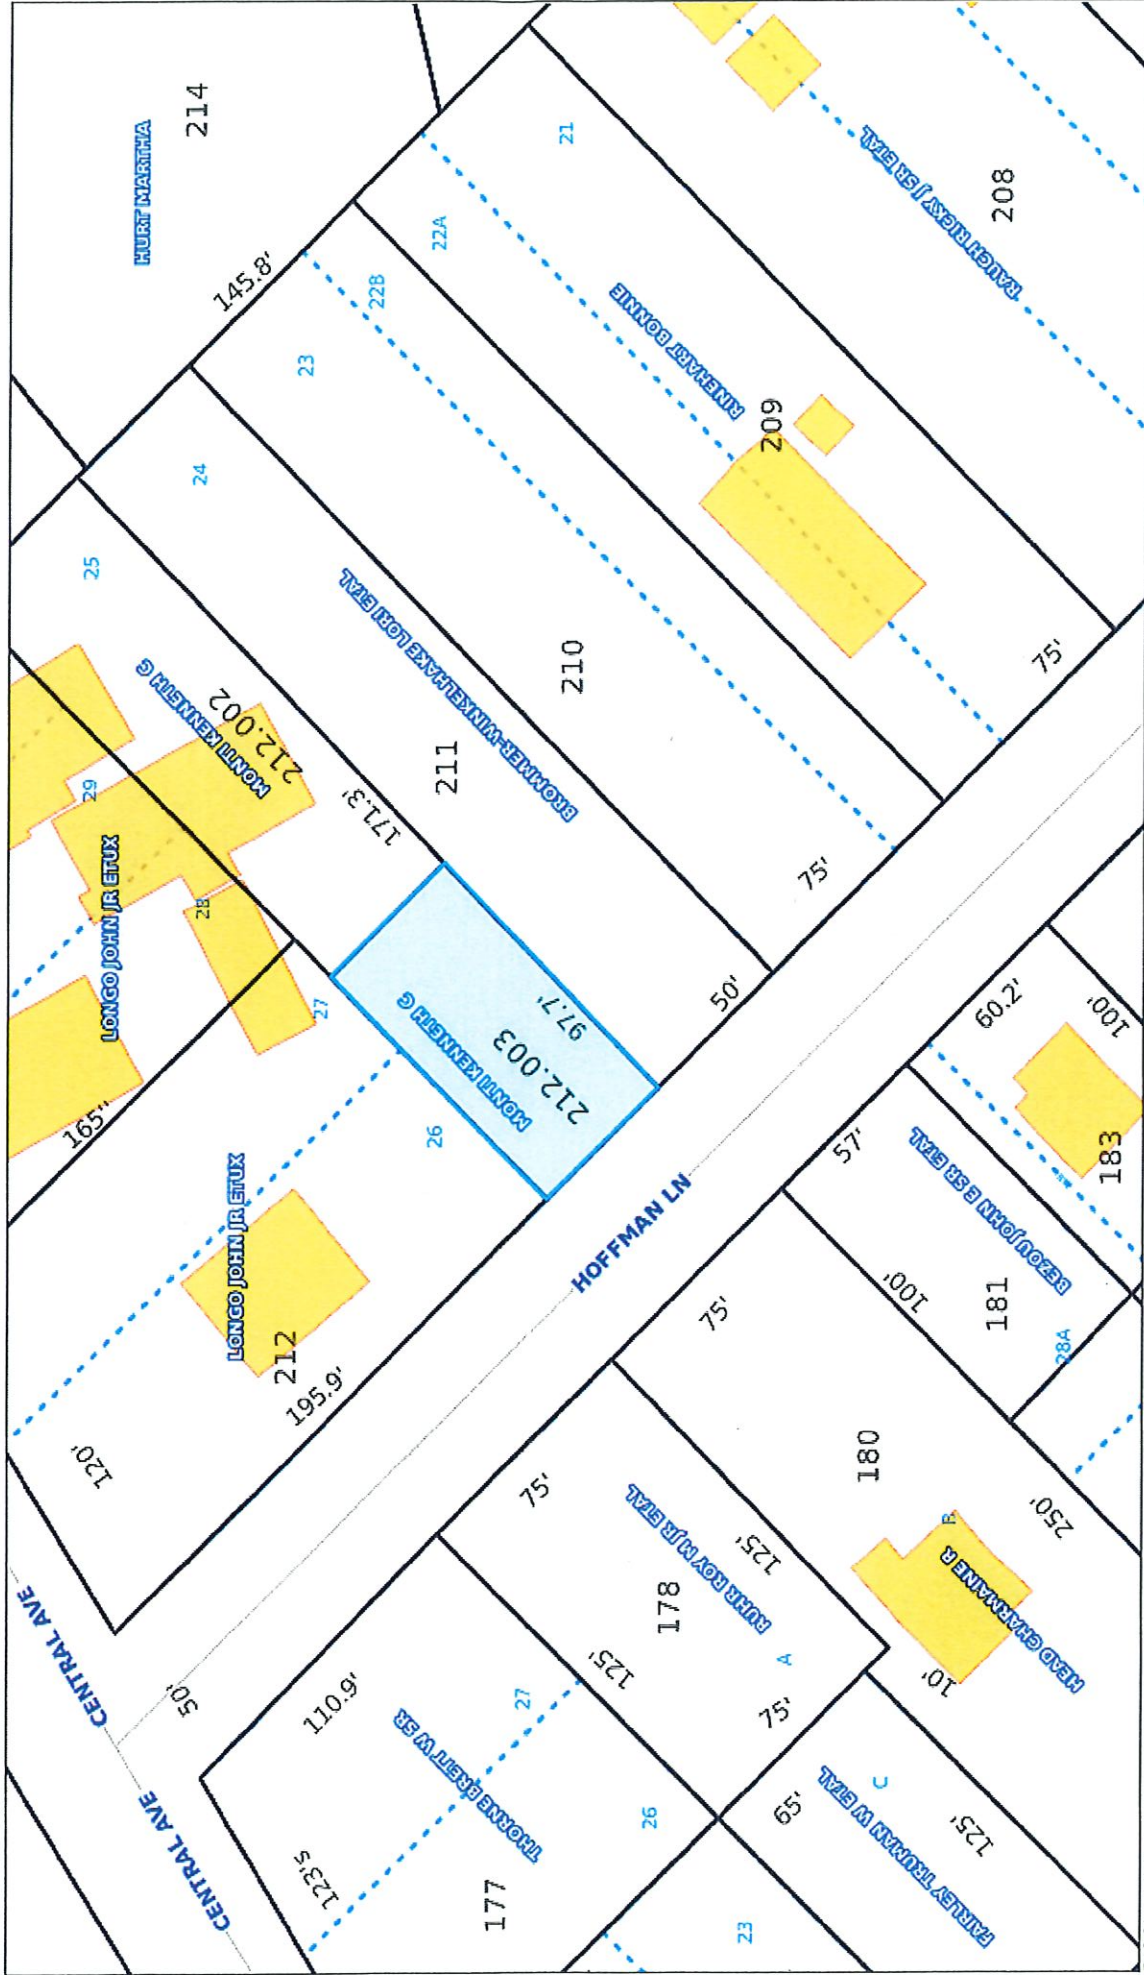 HURT MARTHA
214
145.8'
21
22A
22B
23
24
25
RAUCH RICKY J SR ETAL
208
RINEHART BONNIE
209
75'
BROMMER-WINKELHAKE LORI ETAL
210
211
75'
50'
MONTI KENNETH C
212.002
171.3'
29
28
27
LONGO JOHN JR ETUX
165'
MONTI KENNETH C
212.003
97.7'
26
LONGO JOHN JR ETUX
212
195.9'
120'
HOFFMAN LN
CENTRAL AVE
CENTRAL AVE
50'
60.2'
100'
183
57'
BEZOU JOHN E SR ETAL
181
100'
28A
75'
180
250'
B
HEAD CHARMAINE R
10'
75'
RUHR ROY M JR ETAL
178
125'
125'
A
75'
110.9'
27
THORNE BRETT W SR
26
177
123's
65'
C
FAIRLEY TRUMAN W ETAL
125'
23